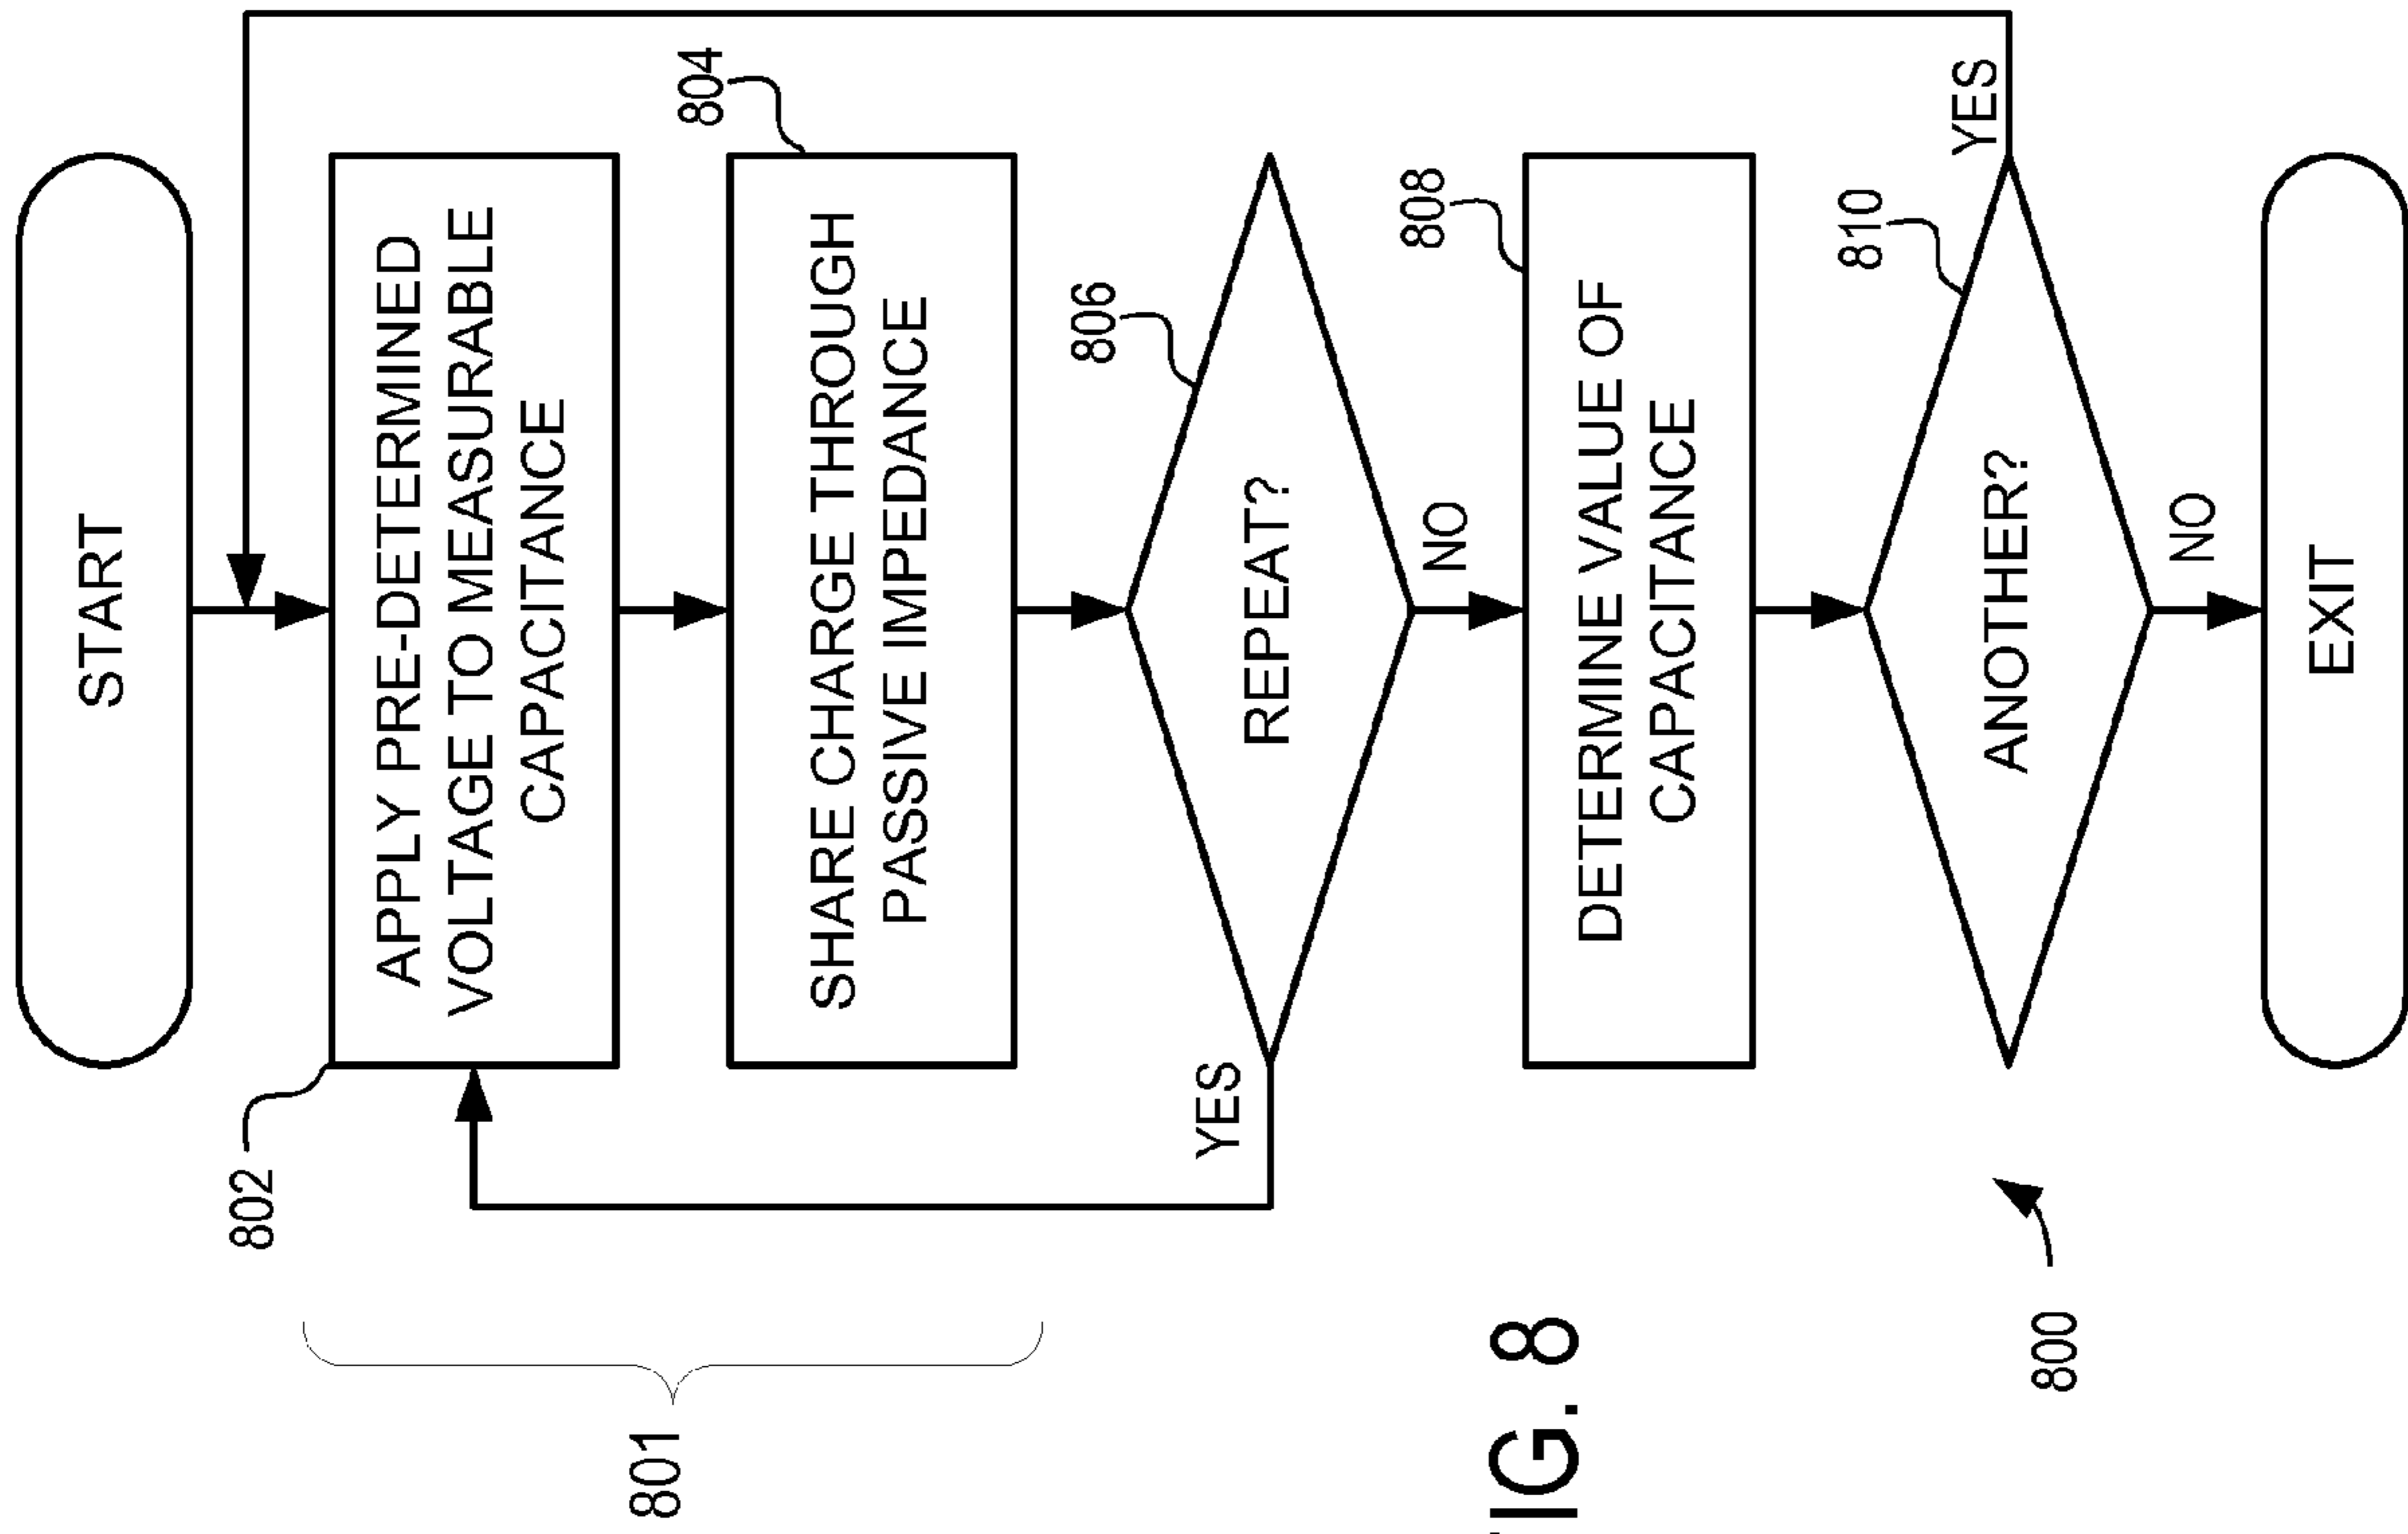 START
802
APPLY PRE-DETERMINED
VOLTAGE TO MEASURABLE
CAPACITANCE
801
804
SHARE CHARGE THROUGH
PASSIVE IMPEDANCE
806
REPEAT?
YES
NO
808
DETERMINE VALUE OF
CAPACITANCE
810
ANOTHER?
YES
NO
EXIT
800
IG. 8